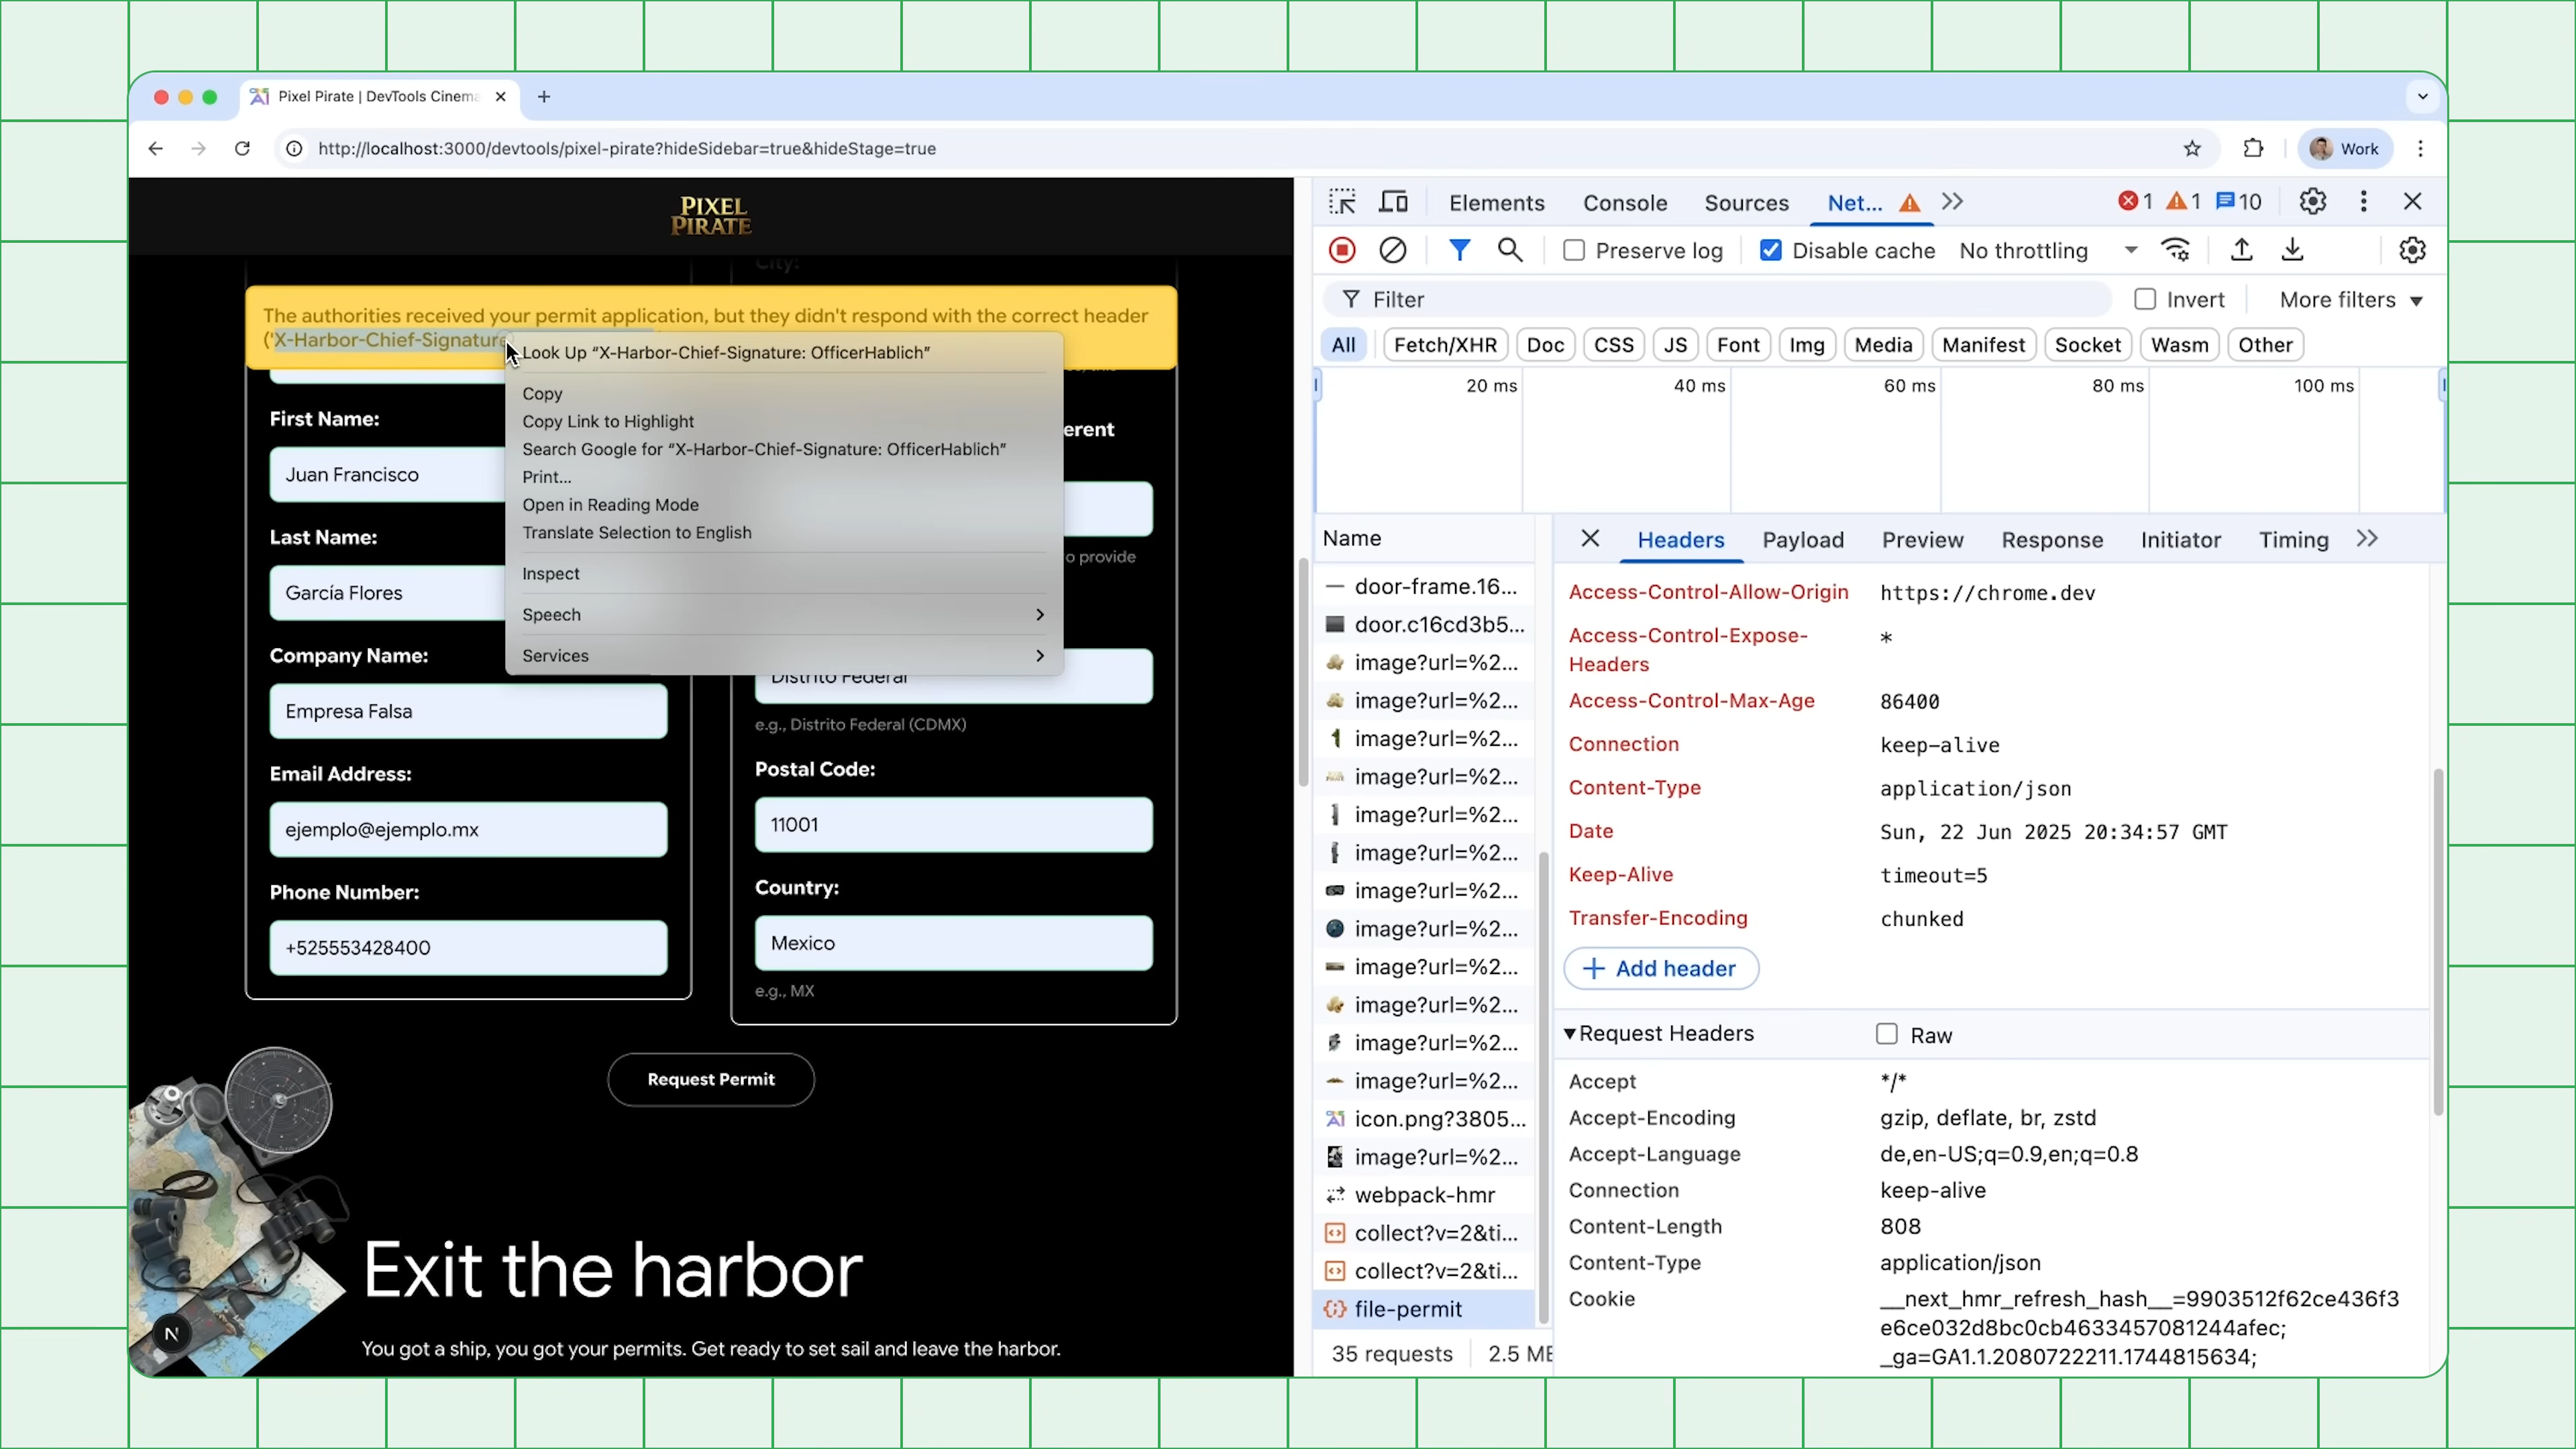 Pixel Pirate | DevTools Cinema
http://localhost:3000/devtools/pixel-pirate?hideSidebar=true&hideStage=true
Work
PIXEL
PIRATE
City:
The authorities received your permit application, but they didn't respond with the correct header
('X-Harbor-Chief-Signature
Look Up “X-Harbor-Chief-Signature: OfficerHablich”
Copy
Copy Link to Highlight
Search Google for “X-Harbor-Chief-Signature: OfficerHablich”
Print...
Open in Reading Mode
Translate Selection to English
Inspect
Speech
Services
First Name:
Juan Francisco
Last Name:
García Flores
Company Name:
Empresa Falsa
Email Address:
ejemplo@ejemplo.mx
Phone Number:
+525553428400
erent
o provide
Distrito Federal
e.g., Distrito Federal (CDMX)
Postal Code:
11001
Country:
Mexico
e.g., MX
Request Permit
Exit the harbor
You got a ship, you got your permits. Get ready to set sail and leave the harbor.
N
Elements Console Sources Net... 1 1 10
Preserve log Disable cache No throttling
Filter Invert More filters
All Fetch/XHR Doc CSS JS Font Img Media Manifest Socket Wasm Other
20 ms 40 ms 60 ms 80 ms 100 ms
Name
door-frame.16...
door.c16cd3b5...
image?url=%2...
image?url=%2...
image?url=%2...
image?url=%2...
image?url=%2...
image?url=%2...
image?url=%2...
image?url=%2...
image?url=%2...
image?url=%2...
image?url=%2...
image?url=%2...
icon.png?3805...
image?url=%2...
webpack-hmr
collect?v=2&ti...
collect?v=2&ti...
file-permit
35 requests 2.5 ME
Headers Payload Preview Response Initiator Timing
Access-Control-Allow-Origin https://chrome.dev
Access-Control-Expose- *
Headers
Access-Control-Max-Age 86400
Connection keep-alive
Content-Type application/json
Date Sun, 22 Jun 2025 20:34:57 GMT
Keep-Alive timeout=5
Transfer-Encoding chunked
+ Add header
Request Headers Raw
Accept */*
Accept-Encoding gzip, deflate, br, zstd
Accept-Language de,en-US;q=0.9,en;q=0.8
Connection keep-alive
Content-Length 808
Content-Type application/json
Cookie __next_hmr_refresh_hash__=9903512f62ce436f3
e6ce032d8bc0cb4633457081244afec;
_ga=GA1.1.2080722211.1744815634;